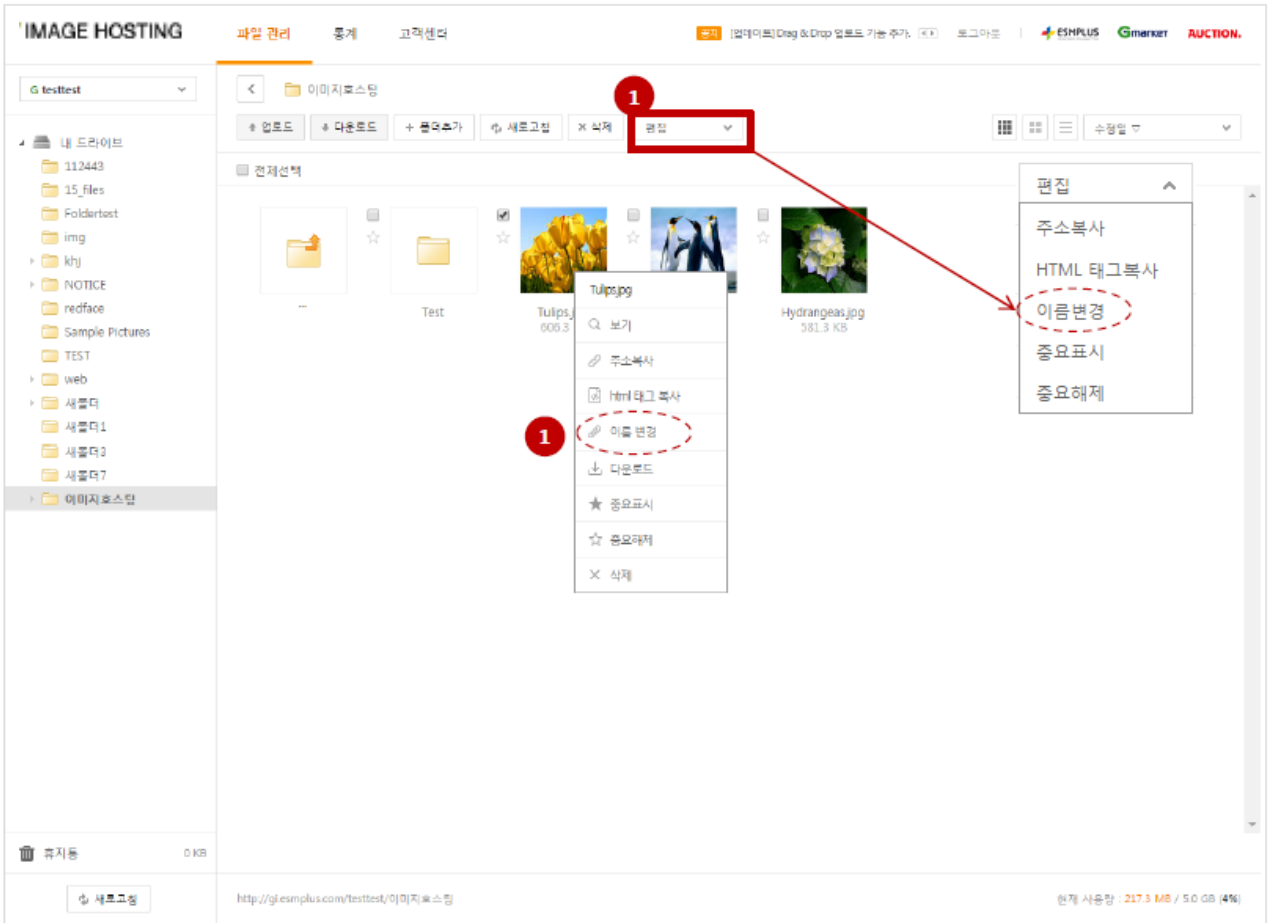 IMAGE HOSTING
파일 관리 통계 고객센터
공지 [업데이트] Drag & Drop 업로드 기능 추가. 로그아웃 ESMPLUS Gmarket AUCTION.
G testtest
이미지호스팅
1
업로드 다운로드 + 폴더추가 새로고침 × 삭제 편집 수정일 ▽
내 드라이브
112443
15_files
Foldertest
img
khj
NOTICE
redface
Sample Pictures
TEST
web
새폴더
새폴더1
새폴더3
새폴더7
이미지호스팅
전체선택
...
Test
Tulips.j
606.3
Hydrangeas.jpg
581.3 KB
Tulips.jpg
보기
주소복사
html 태그 복사
1
이름 변경
다운로드
중요표시
중요해제
삭제
편집
주소복사
HTML 태그복사
이름변경
중요표시
중요해제
휴지통 0 KB
새로고침
http://gi.esmplus.com/testtest/이미지호스팅
현재 사용량 : 217.3 MB / 5.0 GB (4%)